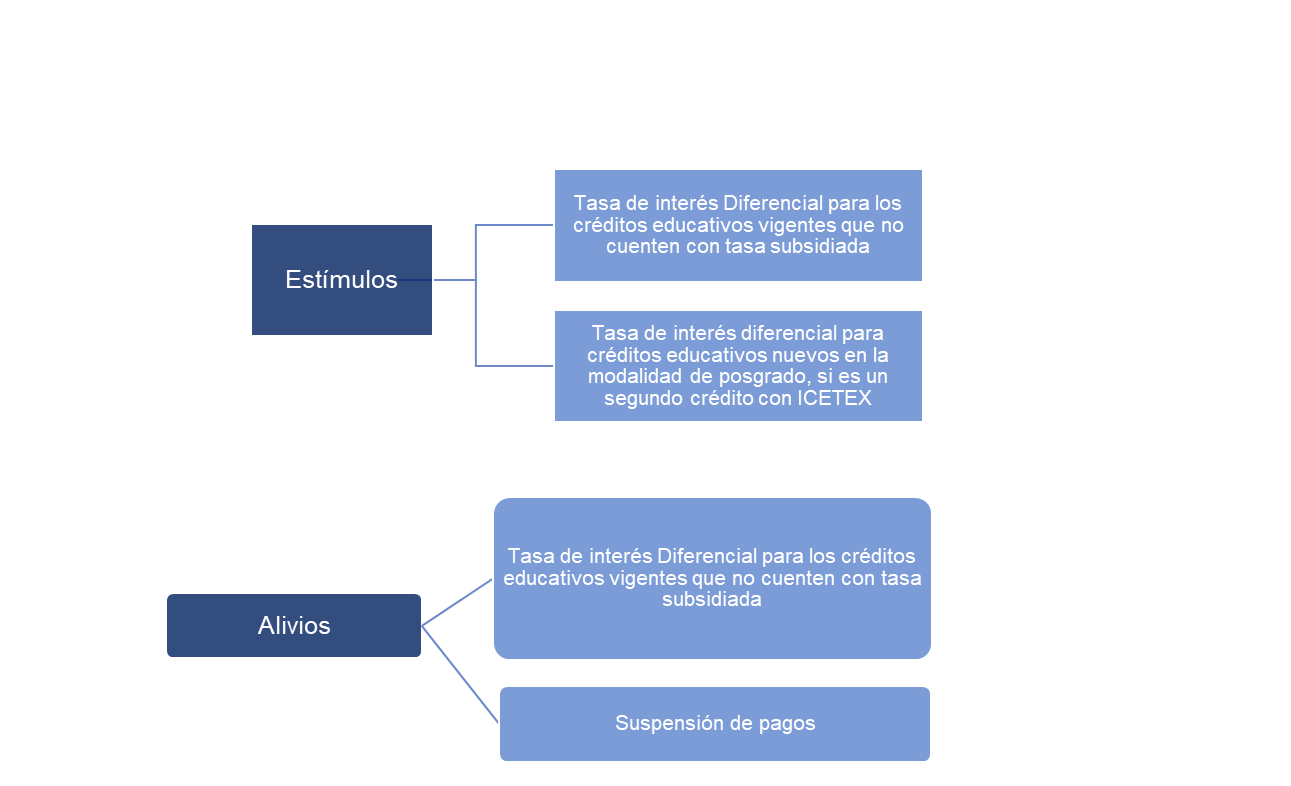 Estímulos
Tasa de interés Diferencial para los
créditos educativos vigentes que no
cuenten con tasa subsidiada
Tasa de interés diferencial para
créditos educativos nuevos en la
modalidad de posgrado, si es un
segundo crédito con ICETEX
Alivios
Tasa de interés Diferencial para los créditos
educativos vigentes que no cuenten con tasa
subsidiada
Suspensión de pagos